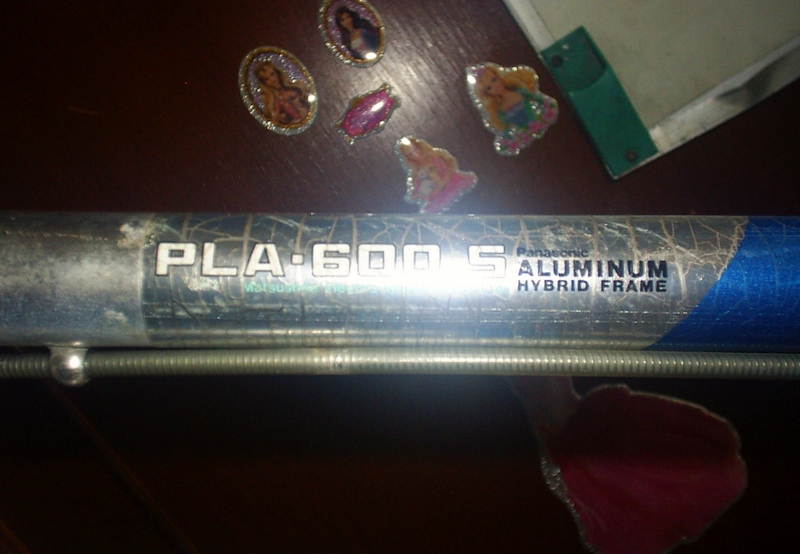 PLA-600 S
Panasonic
ALUMINUM
HYBRID FRAME